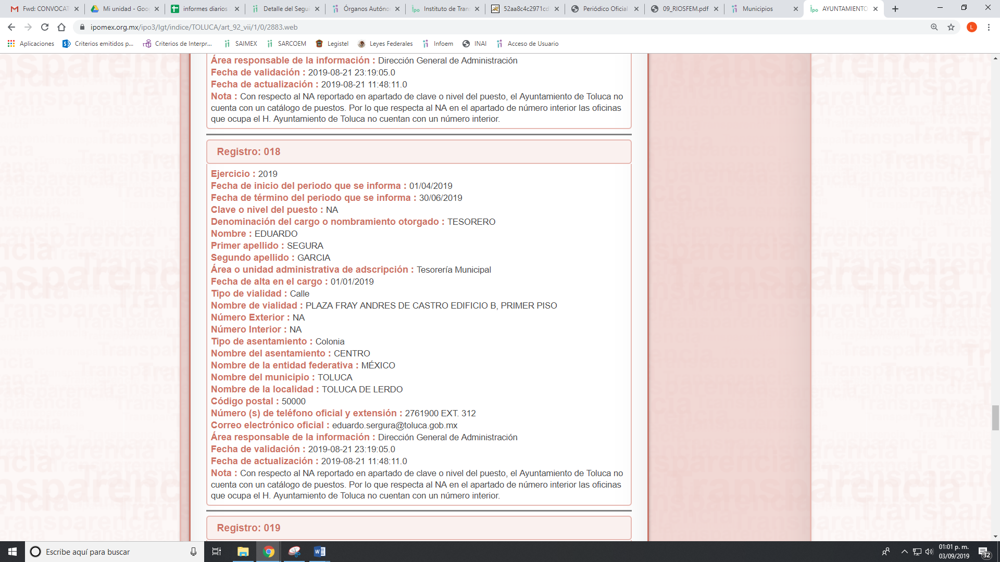 Fwd: CONVOCAT
Mi unidad - Goo
informes diarios
Detalle del Segui
Órganos Autóno
Instituto de Tran
52aa8c4c2971cd
Periódico Oficial
09_RIOSFEM.pdf
Municipios
AYUNTAMIENTO
ipomex.org.mx/ipo3/lgt/indice/TOLUCA/art_92_vii/1/0/2883.web
L
Aplicaciones
Criterios emitidos p...
Criterios de Interpr...
SAIMEX
SARCOEM
Legistel
Leyes Federales
Infoem
INAI
Acceso de Usuario
Área responsable de la información : Dirección General de Administración
Fecha de validación : 2019-08-21 23:19:05.0
Fecha de actualización : 2019-08-21 11:48:11.0
Nota : Con respecto al NA reportado en apartado de clave o nivel del puesto, el Ayuntamiento de Toluca no
cuenta con un catálogo de puestos. Por lo que respecta al NA en el apartado de número interior las oficinas
que ocupa el H. Ayuntamiento de Toluca no cuentan con un número interior.
Registro: 018
Ejercicio : 2019
Fecha de inicio del periodo que se informa : 01/04/2019
Fecha de término del periodo que se informa : 30/06/2019
Clave o nivel del puesto : NA
Denominación del cargo o nombramiento otorgado : TESORERO
Nombre : EDUARDO
Primer apellido : SEGURA
Segundo apellido : GARCIA
Área o unidad administrativa de adscripción : Tesorería Municipal
Fecha de alta en el cargo : 01/01/2019
Tipo de vialidad : Calle
Nombre de vialidad : PLAZA FRAY ANDRES DE CASTRO EDIFICIO B, PRIMER PISO
Número Exterior : NA
Número Interior : NA
Tipo de asentamiento : Colonia
Nombre del asentamiento : CENTRO
Nombre de la entidad federativa : MÉXICO
Nombre del municipio : TOLUCA
Nombre de la localidad : TOLUCA DE LERDO
Código postal : 50000
Número (s) de teléfono oficial y extensión : 2761900 EXT. 312
Correo electrónico oficial : eduardo.sergura@toluca.gob.mx
Área responsable de la información : Dirección General de Administración
Fecha de validación : 2019-08-21 23:19:05.0
Fecha de actualización : 2019-08-21 11:48:11.0
Nota : Con respecto al NA reportado en apartado de clave o nivel del puesto, el Ayuntamiento de Toluca no
cuenta con un catálogo de puestos. Por lo que respecta al NA en el apartado de número interior las oficinas
que ocupa el H. Ayuntamiento de Toluca no cuentan con un número interior.
Registro: 019
Escribe aquí para buscar
01:01 p. m.
03/09/2019
32